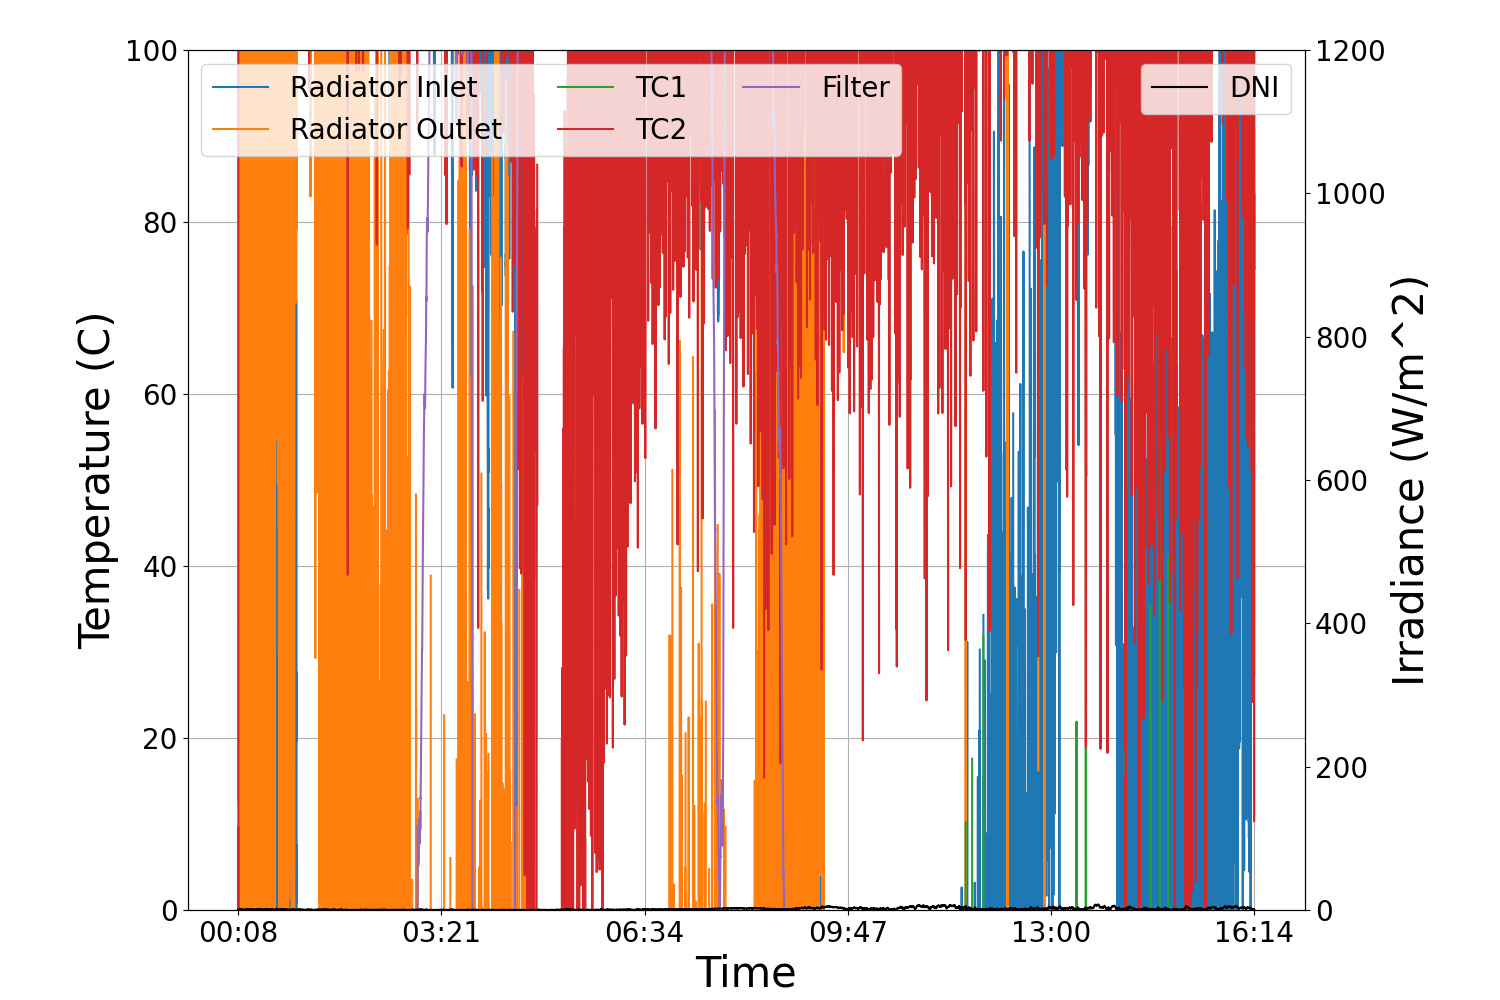 100
80
60
40
20
0
Temperature (C)
Radiator Inlet
Radiator Outlet
TC1
TC2
Filter
DNI
1200
1000
800
600
400
200
0
Irradiance (W/m^2)
00:08 03:21 06:34 09:47 13:00 16:14
Time